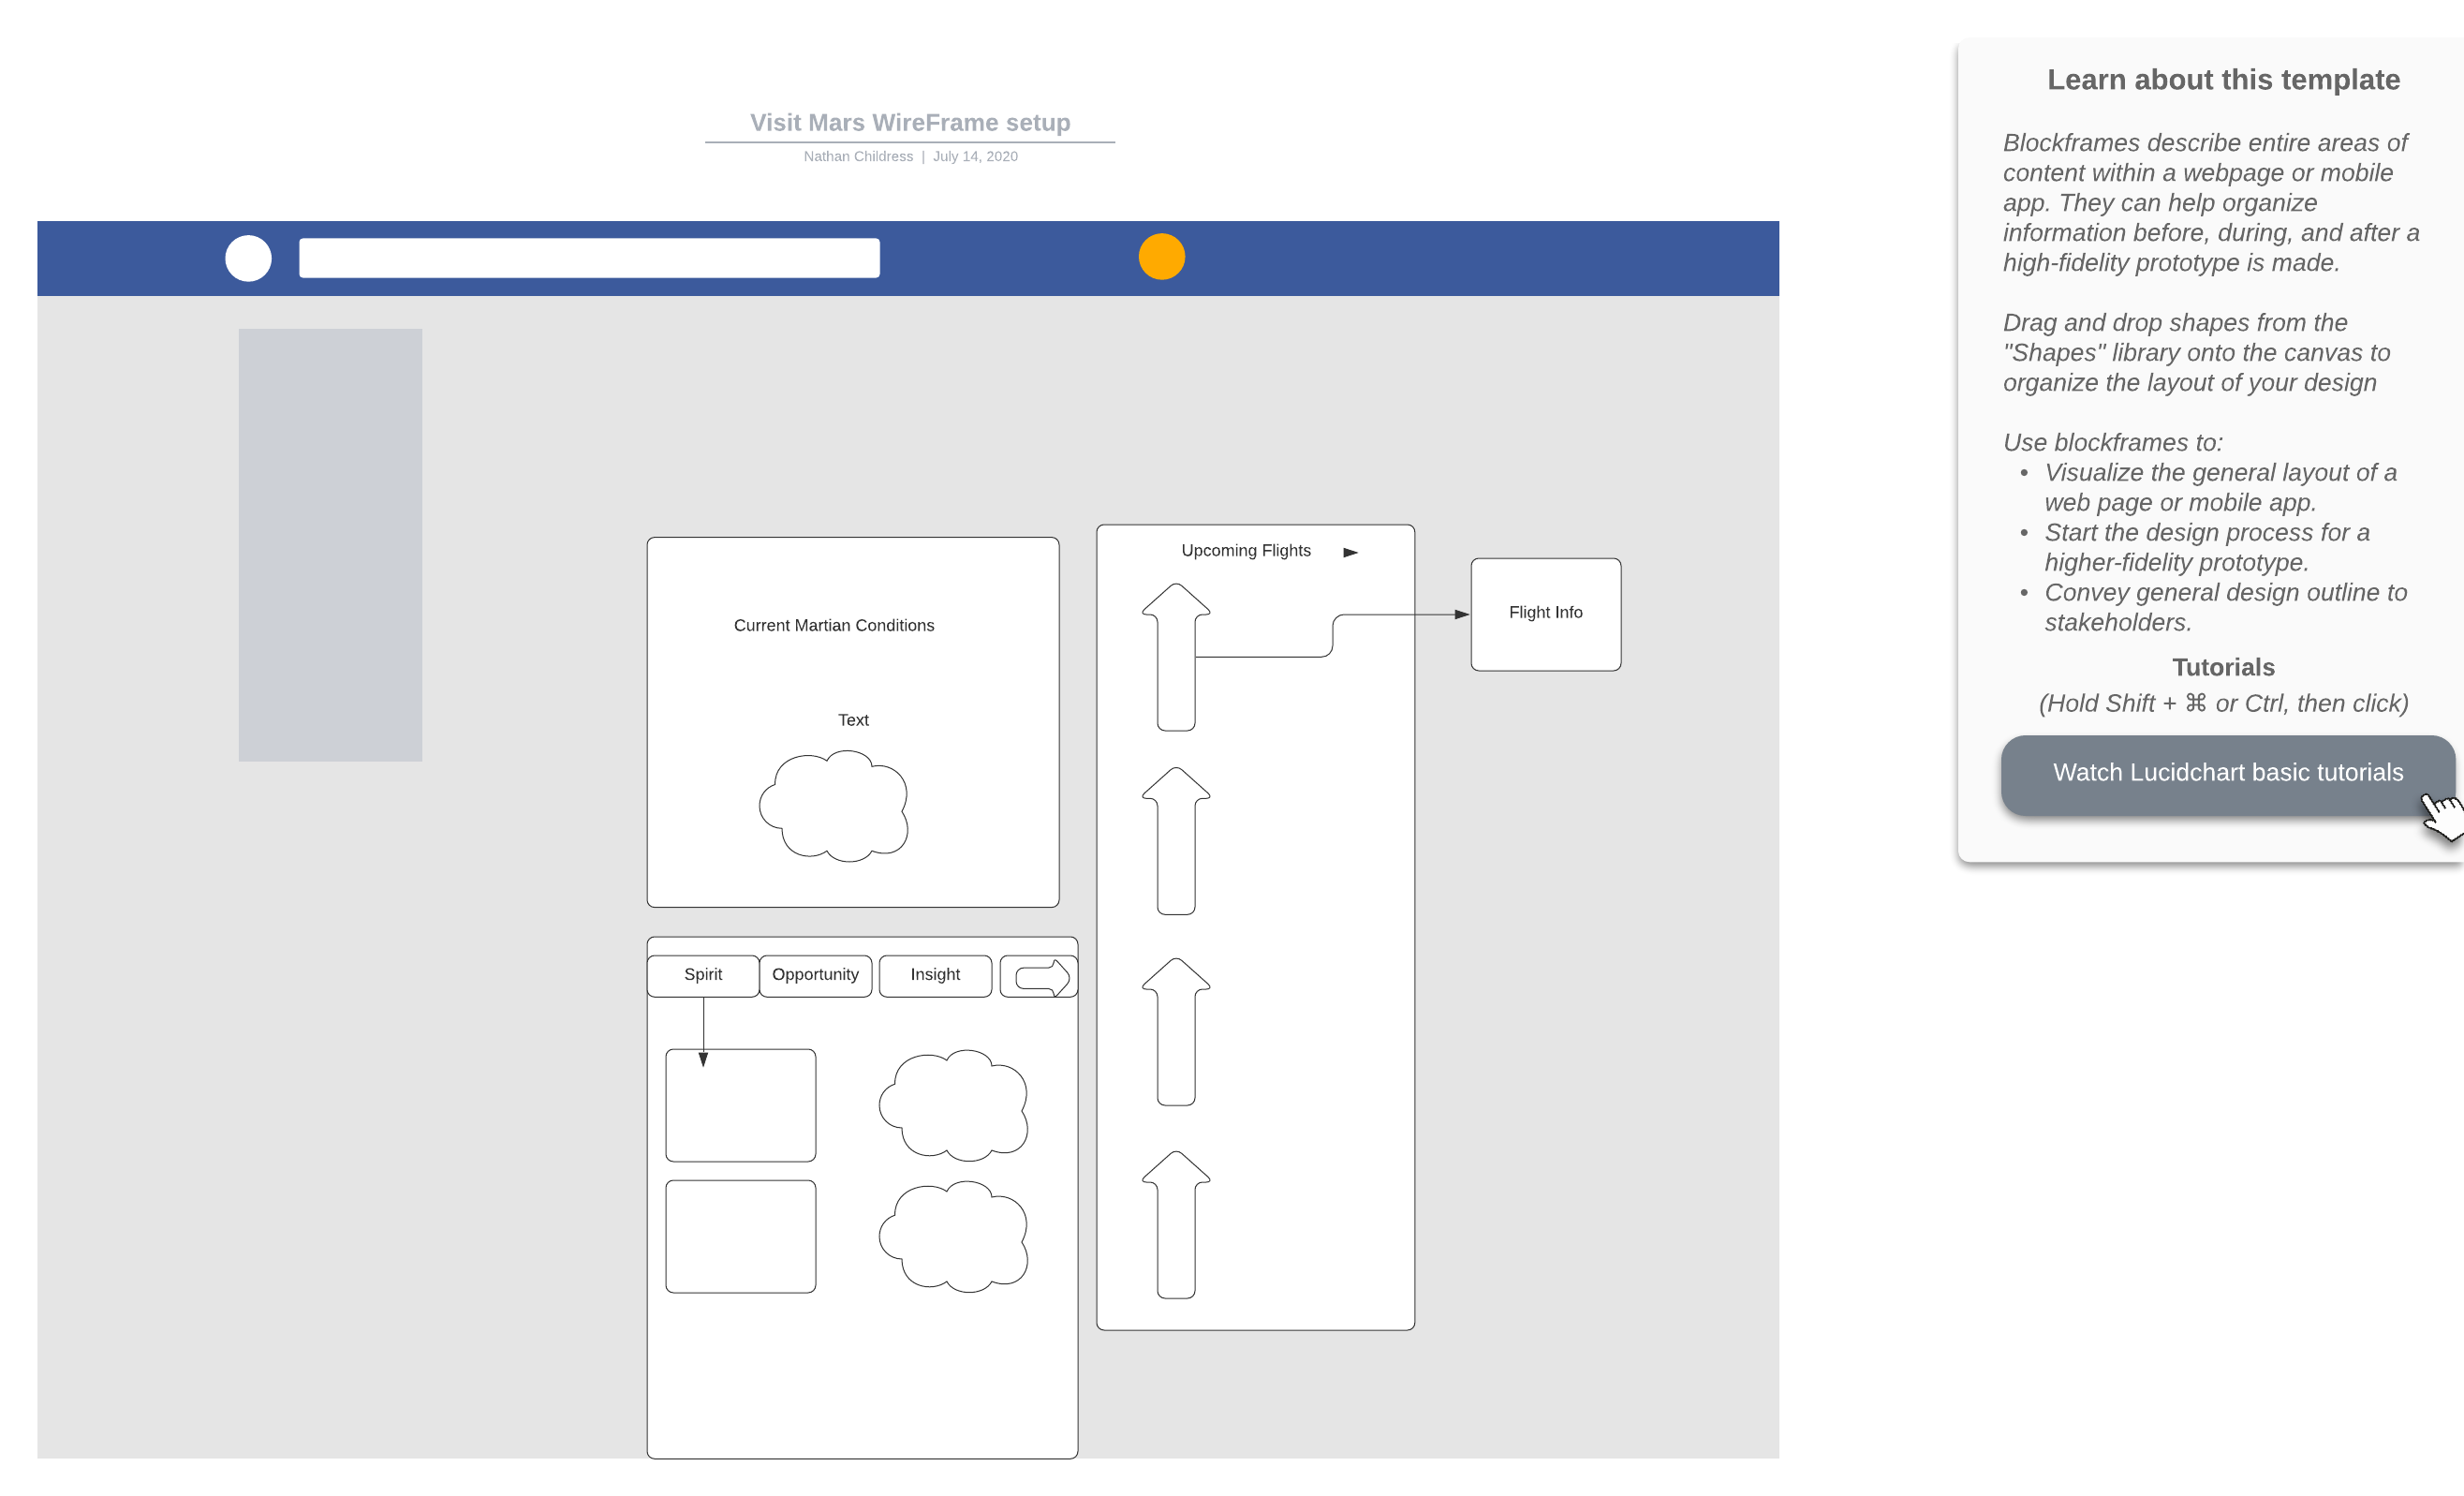 Visit Mars WireFrame setup
Nathan Childress | July 14, 2020
Current Martian Conditions
Text
Upcoming Flights
Flight Info
Spirit
Opportunity
Insight
Learn about this template
Blockframes describe entire areas of
content within a webpage or mobile
app. They can help organize
information before, during, and after a
high-fidelity prototype is made.
Drag and drop shapes from the
"Shapes" library onto the canvas to
organize the layout of your design
Use blockframes to:
• Visualize the general layout of a
web page or mobile app.
• Start the design process for a
higher-fidelity prototype.
• Convey general design outline to
stakeholders.
Tutorials
(Hold Shift + ⌘ or Ctrl, then click)
Watch Lucidchart basic tutorials